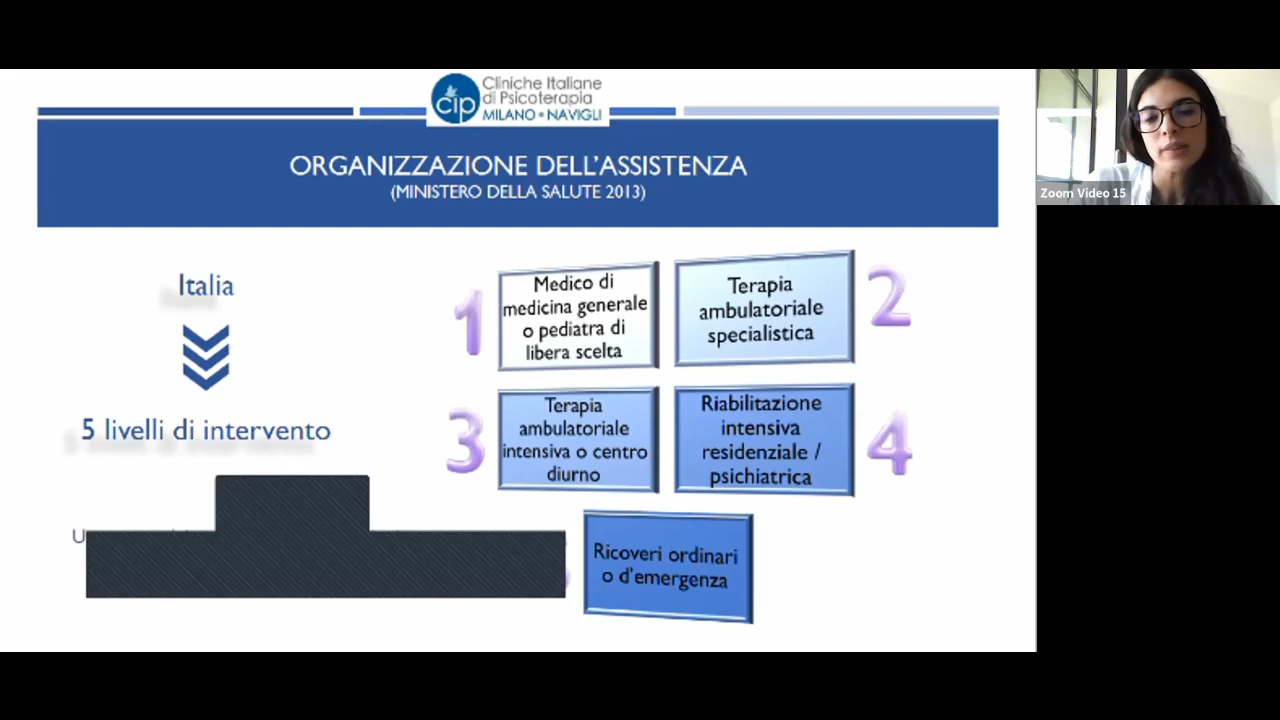 cip
Cliniche Italiane
di Psicoterapia
MILANO • NAVIGLI
ORGANIZZAZIONE DELL'ASSISTENZA
(MINISTERO DELLA SALUTE 2013)
Zoom Video 15
Italia
5 livelli di intervento
1
Medico di
medicina generale
o pediatra di
libera scelta
Terapia
ambulatoriale
specialistica
2
3
Terapia
ambulatoriale
intensiva o centro
diurno
Riabilitazione
intensiva
residenziale /
psichiatrica
4
Ricoveri ordinari
o d'emergenza